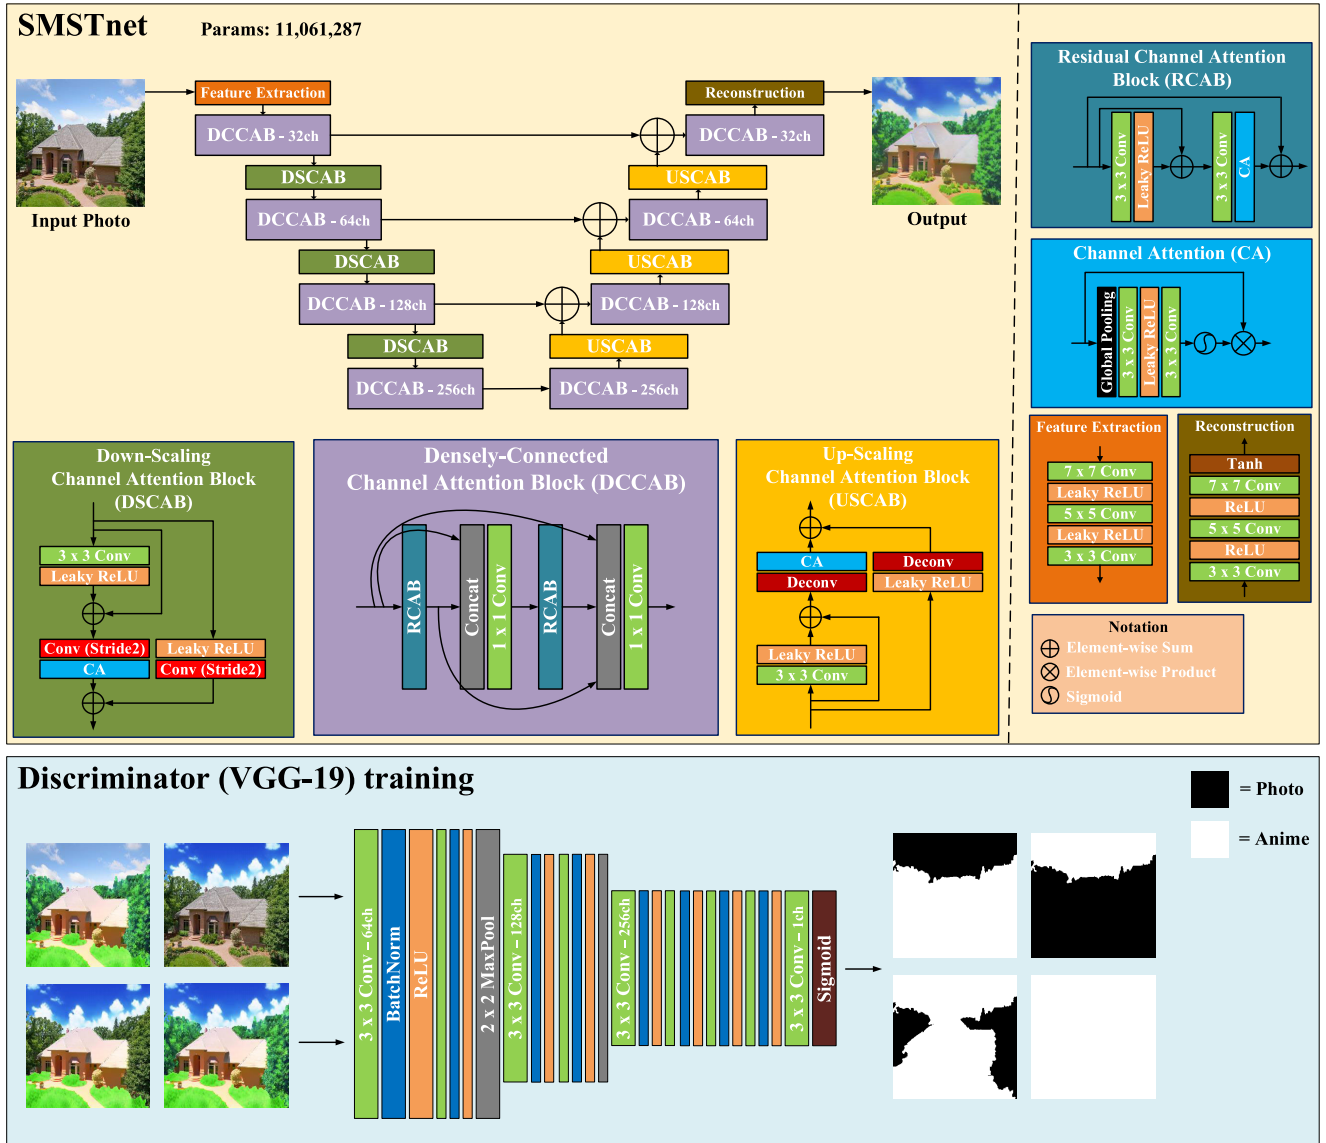 SMSTnet
Params: 11,061,287
Input Photo
Feature Extraction
DCCAB - 32ch
DSCAB
DCCAB - 64ch
DSCAB
DCCAB - 128ch
DSCAB
DCCAB - 256ch
DCCAB - 256ch
USCAB
DCCAB - 128ch
USCAB
DCCAB - 64ch
USCAB
DCCAB - 32ch
Reconstruction
Output
Residual Channel Attention
Block (RCAB)
3 x 3 Conv
Leaky ReLU
3 x 3 Conv
CA
Channel Attention (CA)
Global Pooling
3 x 3 Conv
Leaky ReLU
3 x 3 Conv
Feature Extraction
7 x 7 Conv
Leaky ReLU
5 x 5 Conv
Leaky ReLU
3 x 3 Conv
Reconstruction
Tanh
7 x 7 Conv
ReLU
5 x 5 Conv
ReLU
3 x 3 Conv
Notation
Element-wise Sum
Element-wise Product
Sigmoid
Down-Scaling
Channel Attention Block
(DSCAB)
3 x 3 Conv
Leaky ReLU
Conv (Stride2)
CA
Leaky ReLU
Conv (Stride2)
Densely-Connected
Channel Attention Block (DCCAB)
RCAB
Concat
1 x 1 Conv
RCAB
Concat
1 x 1 Conv
Up-Scaling
Channel Attention Block
(USCAB)
CA
Deconv
Deconv
Leaky ReLU
Leaky ReLU
3 x 3 Conv
Discriminator (VGG-19) training
3 x 3 Conv - 64ch
BatchNorm
ReLU
2 x 2 MaxPool
3 x 3 Conv - 128ch
3 x 3 Conv - 256ch
3 x 3 Conv - 1ch
Sigmoid
= Photo
= Anime